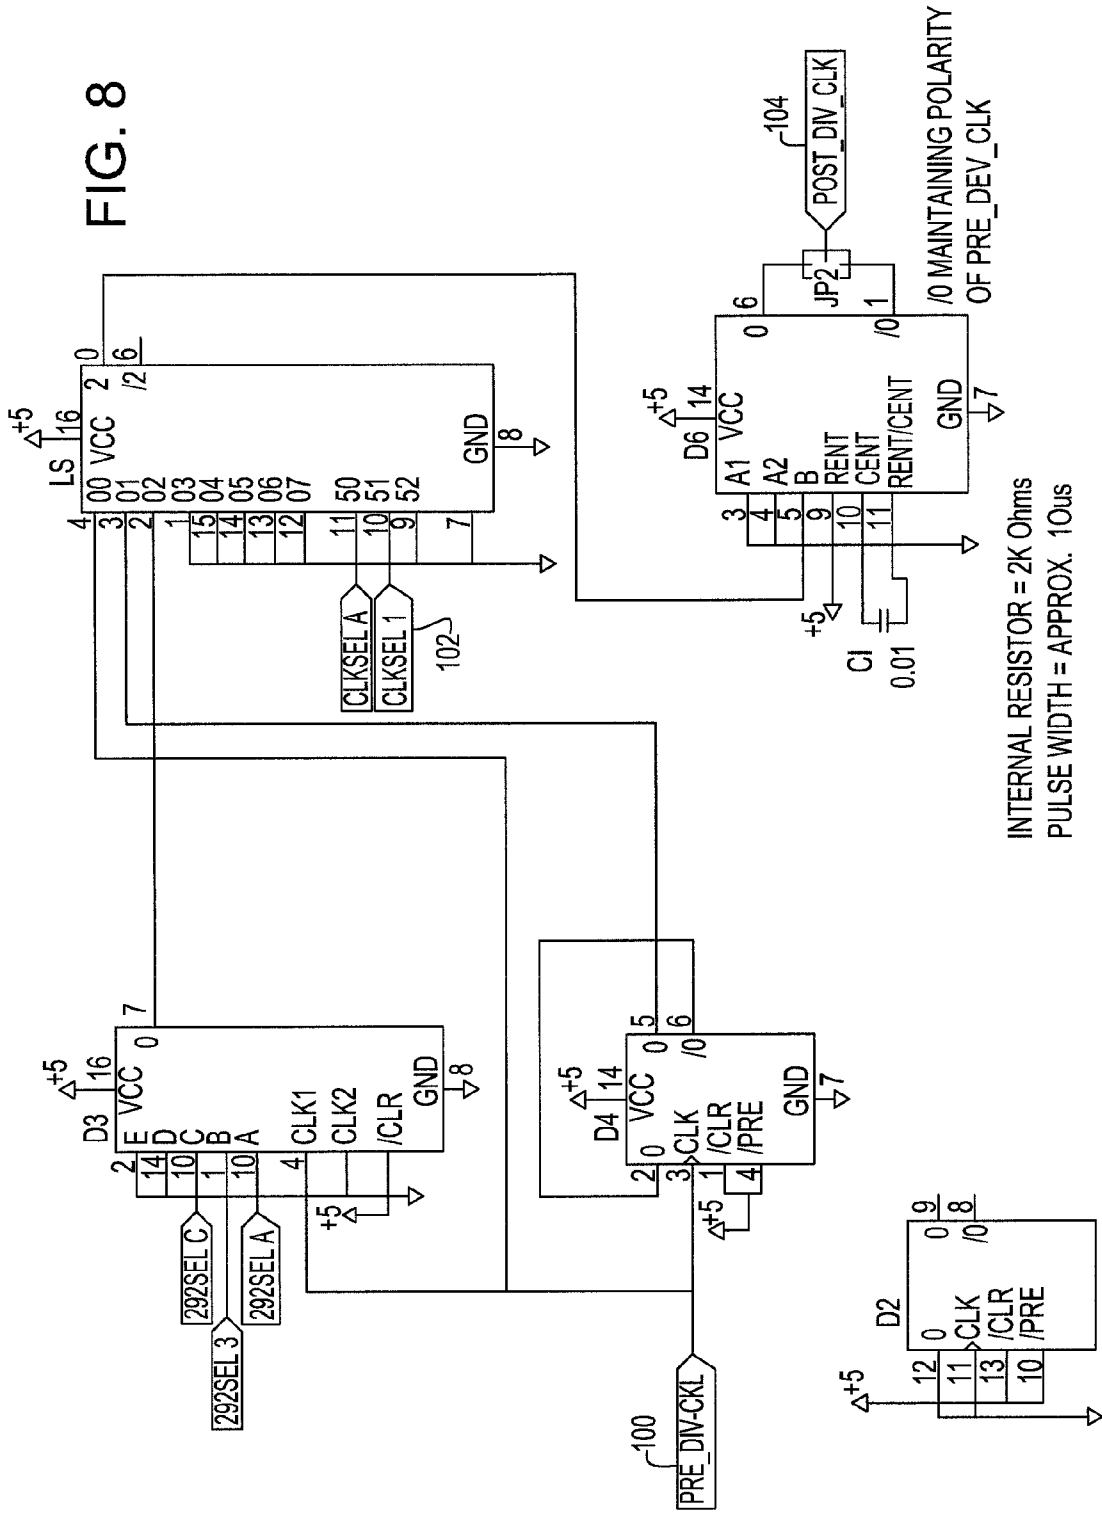 FIG. 8
+5
D3
16
VCC
2
E
14
D
10
C
1
B
10
A
4
CLK1
CLK2
/CLR
GND
8
0
7
+5
292SEL C
292SEL 3
292SEL A
+5
LS
16
VCC
4
00
3
01
2
02
1
03
15
04
14
05
13
06
12
07
11
50
10
51
9
52
7
GND
8
2
0
/2
6
CLKSEL A
CLKSEL 1
102
PRE_DIV-CKL
100
+5
D4
14
VCC
2
0
3
CLK
1
/CLR
4
/PRE
GND
7
0
5
/0
6
+5
+5
D6
14
VCC
3
A1
4
A2
5
B
9
RENT
10
CENT
11
RENT/CENT
GND
7
0
6
/0
1
+5
CI
0.01
JP2
POST_DIV_CLK
104
/0 MAINTAINING POLARITY
OF PRE_DEV_CLK
INTERNAL RESISTOR = 2K Ohms
PULSE WIDTH = APPROX. 10us
+5
D2
12
0
11
CLK
13
/CLR
10
/PRE
0
9
/0
8